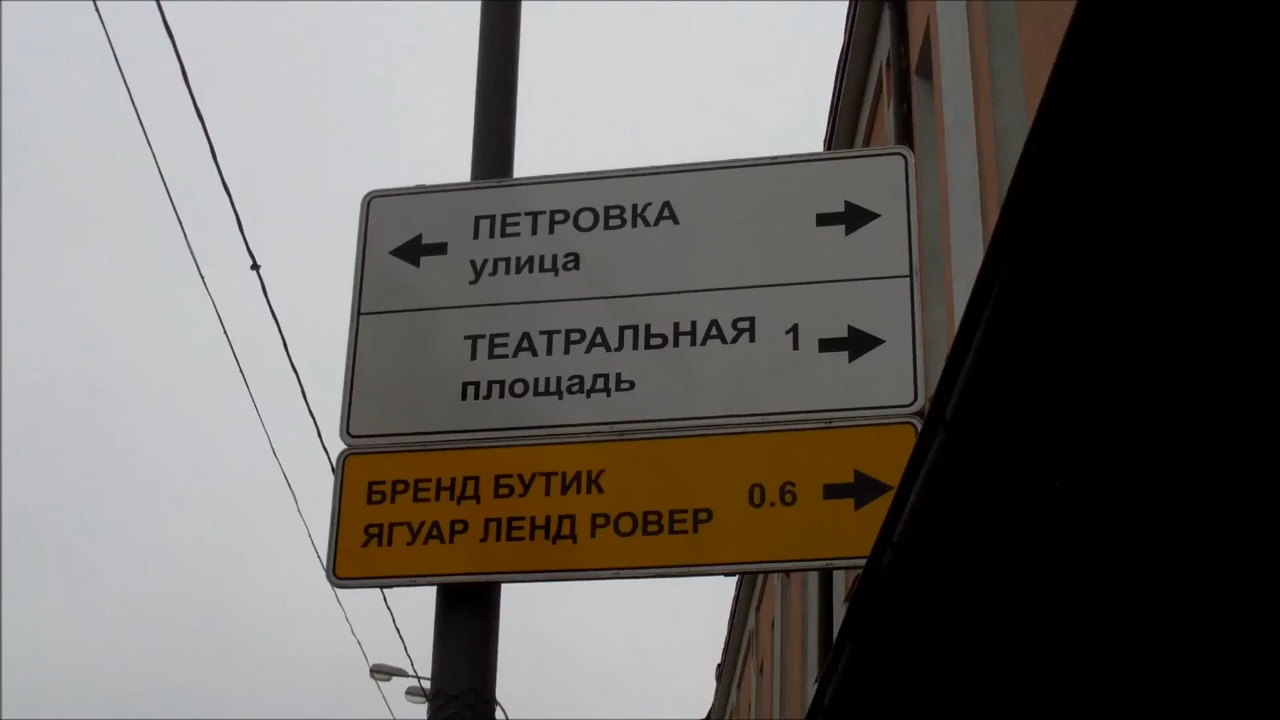 ПЕТРОВКА
улица
ТЕАТРАЛЬНАЯ 1
площадь
БРЕНД БУТИК
ЯГУАР ЛЕНД РОВЕР 0.6